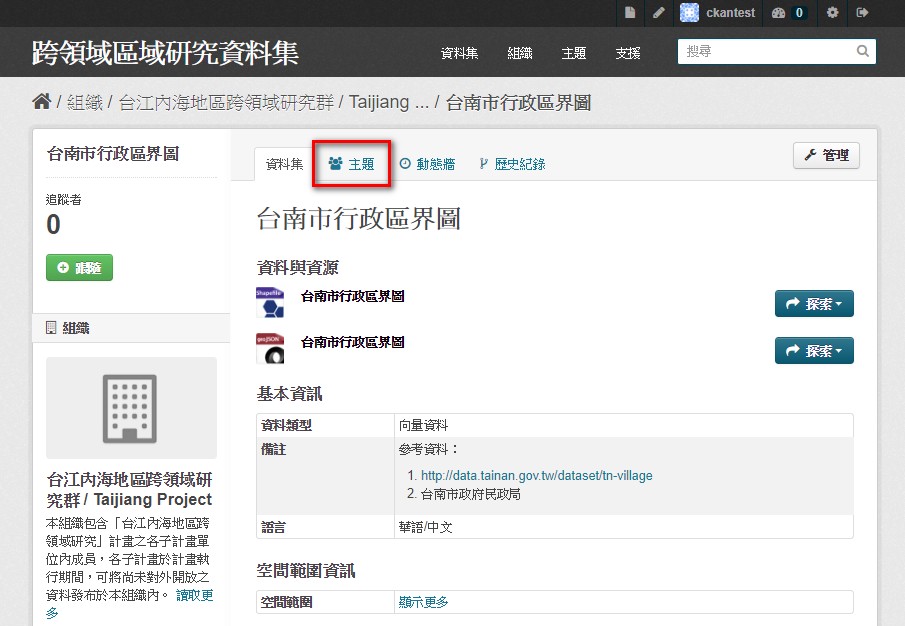 ckantest 0
跨領域區域研究資料集
資料集 組織 主題 支援 搜尋
/ 組織 / 台江內海地區跨領域研究群 / Taijiang ... / 台南市行政區界圖
台南市行政區界圖
追蹤者
0
跟隨
組織
台江內海地區跨領域研
究群 / Taijiang Project
本組織包含「台江內海地區跨
領域研究」計畫之各子計畫單
位內成員，各子計畫於計畫執
行期間，可將尚未對外開放之
資料發布於本組織內。 讀取更
多
資料集 主題 動態牆 歷史紀錄 管理
台南市行政區界圖
資料與資源
Shapefile 台南市行政區界圖 探索
geoJSON 台南市行政區界圖 探索
基本資訊
資料類型 向量資料
備註 參考資料：
1. http://data.tainan.gov.tw/dataset/tn-village
2. 台南市政府民政局
語言 華語/中文
空間範圍資訊
空間範圍 顯示更多